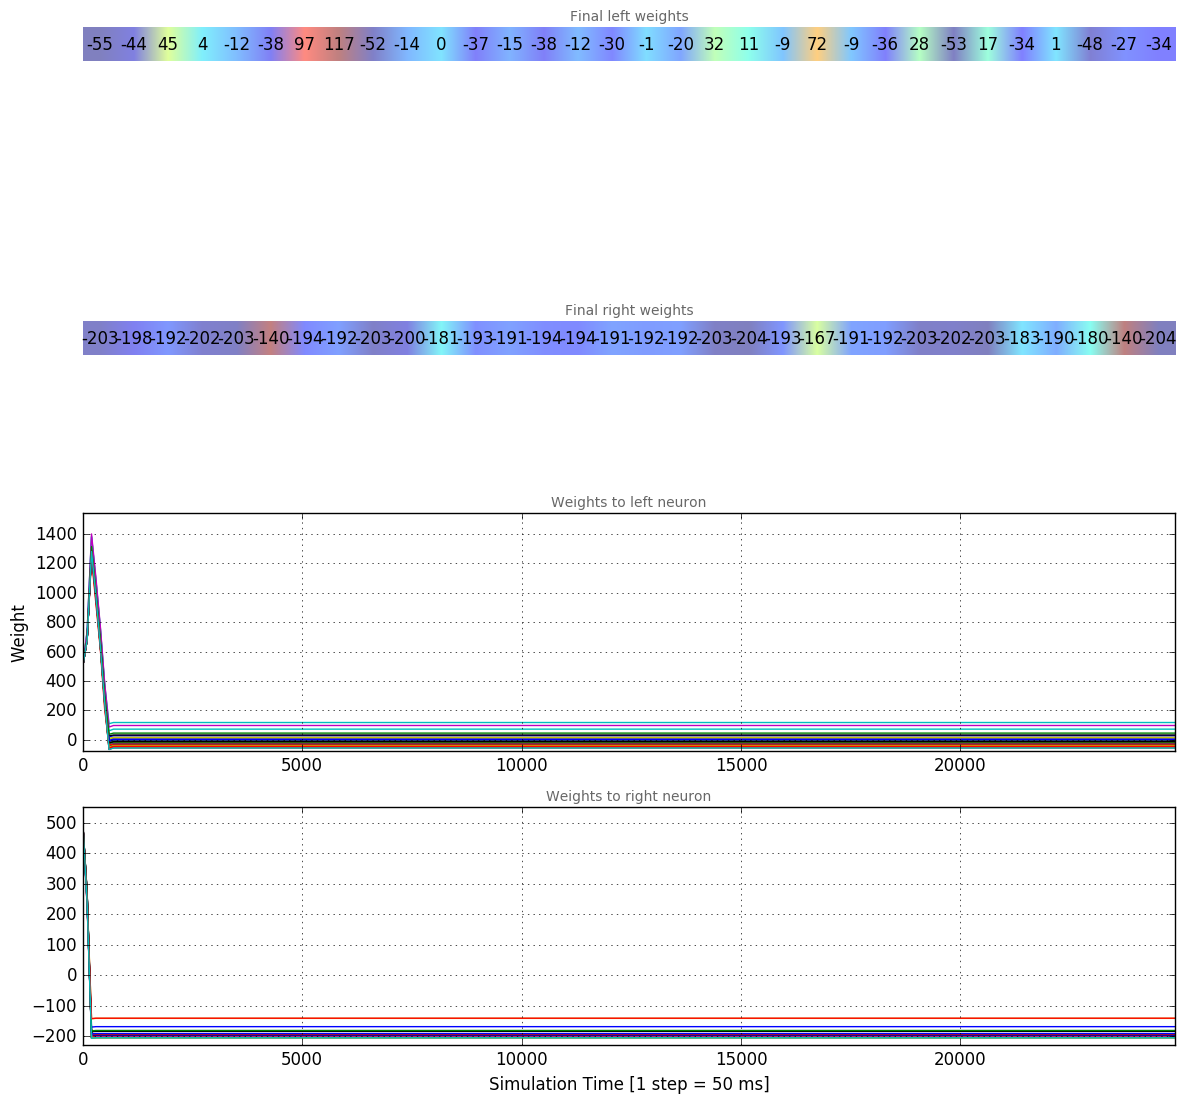 Final left weights
-55 -44 45 4 -12 -38 97 117 -52 -14 0 -37 -15 -38 -12 -30 -1 -20 32 11 -9 72 -9 -36 28 -53 17 -34 1 -48 -27 -34
Final right weights
-203 -198 -192 -202 -203 -140 -194 -192 -203 -200 -181 -193 -191 -194 -194 -191 -192 -192 -203 -204 -193 -167 -191 -192 -203 -202 -203 -183 -190 -180 -140 -204
Weights to left neuron
1400
1200
1000
800
600
400
200
0
Weight
0 5000 10000 15000 20000
Weights to right neuron
500
400
300
200
100
0
−100
−200
0 5000 10000 15000 20000
Simulation Time [1 step = 50 ms]